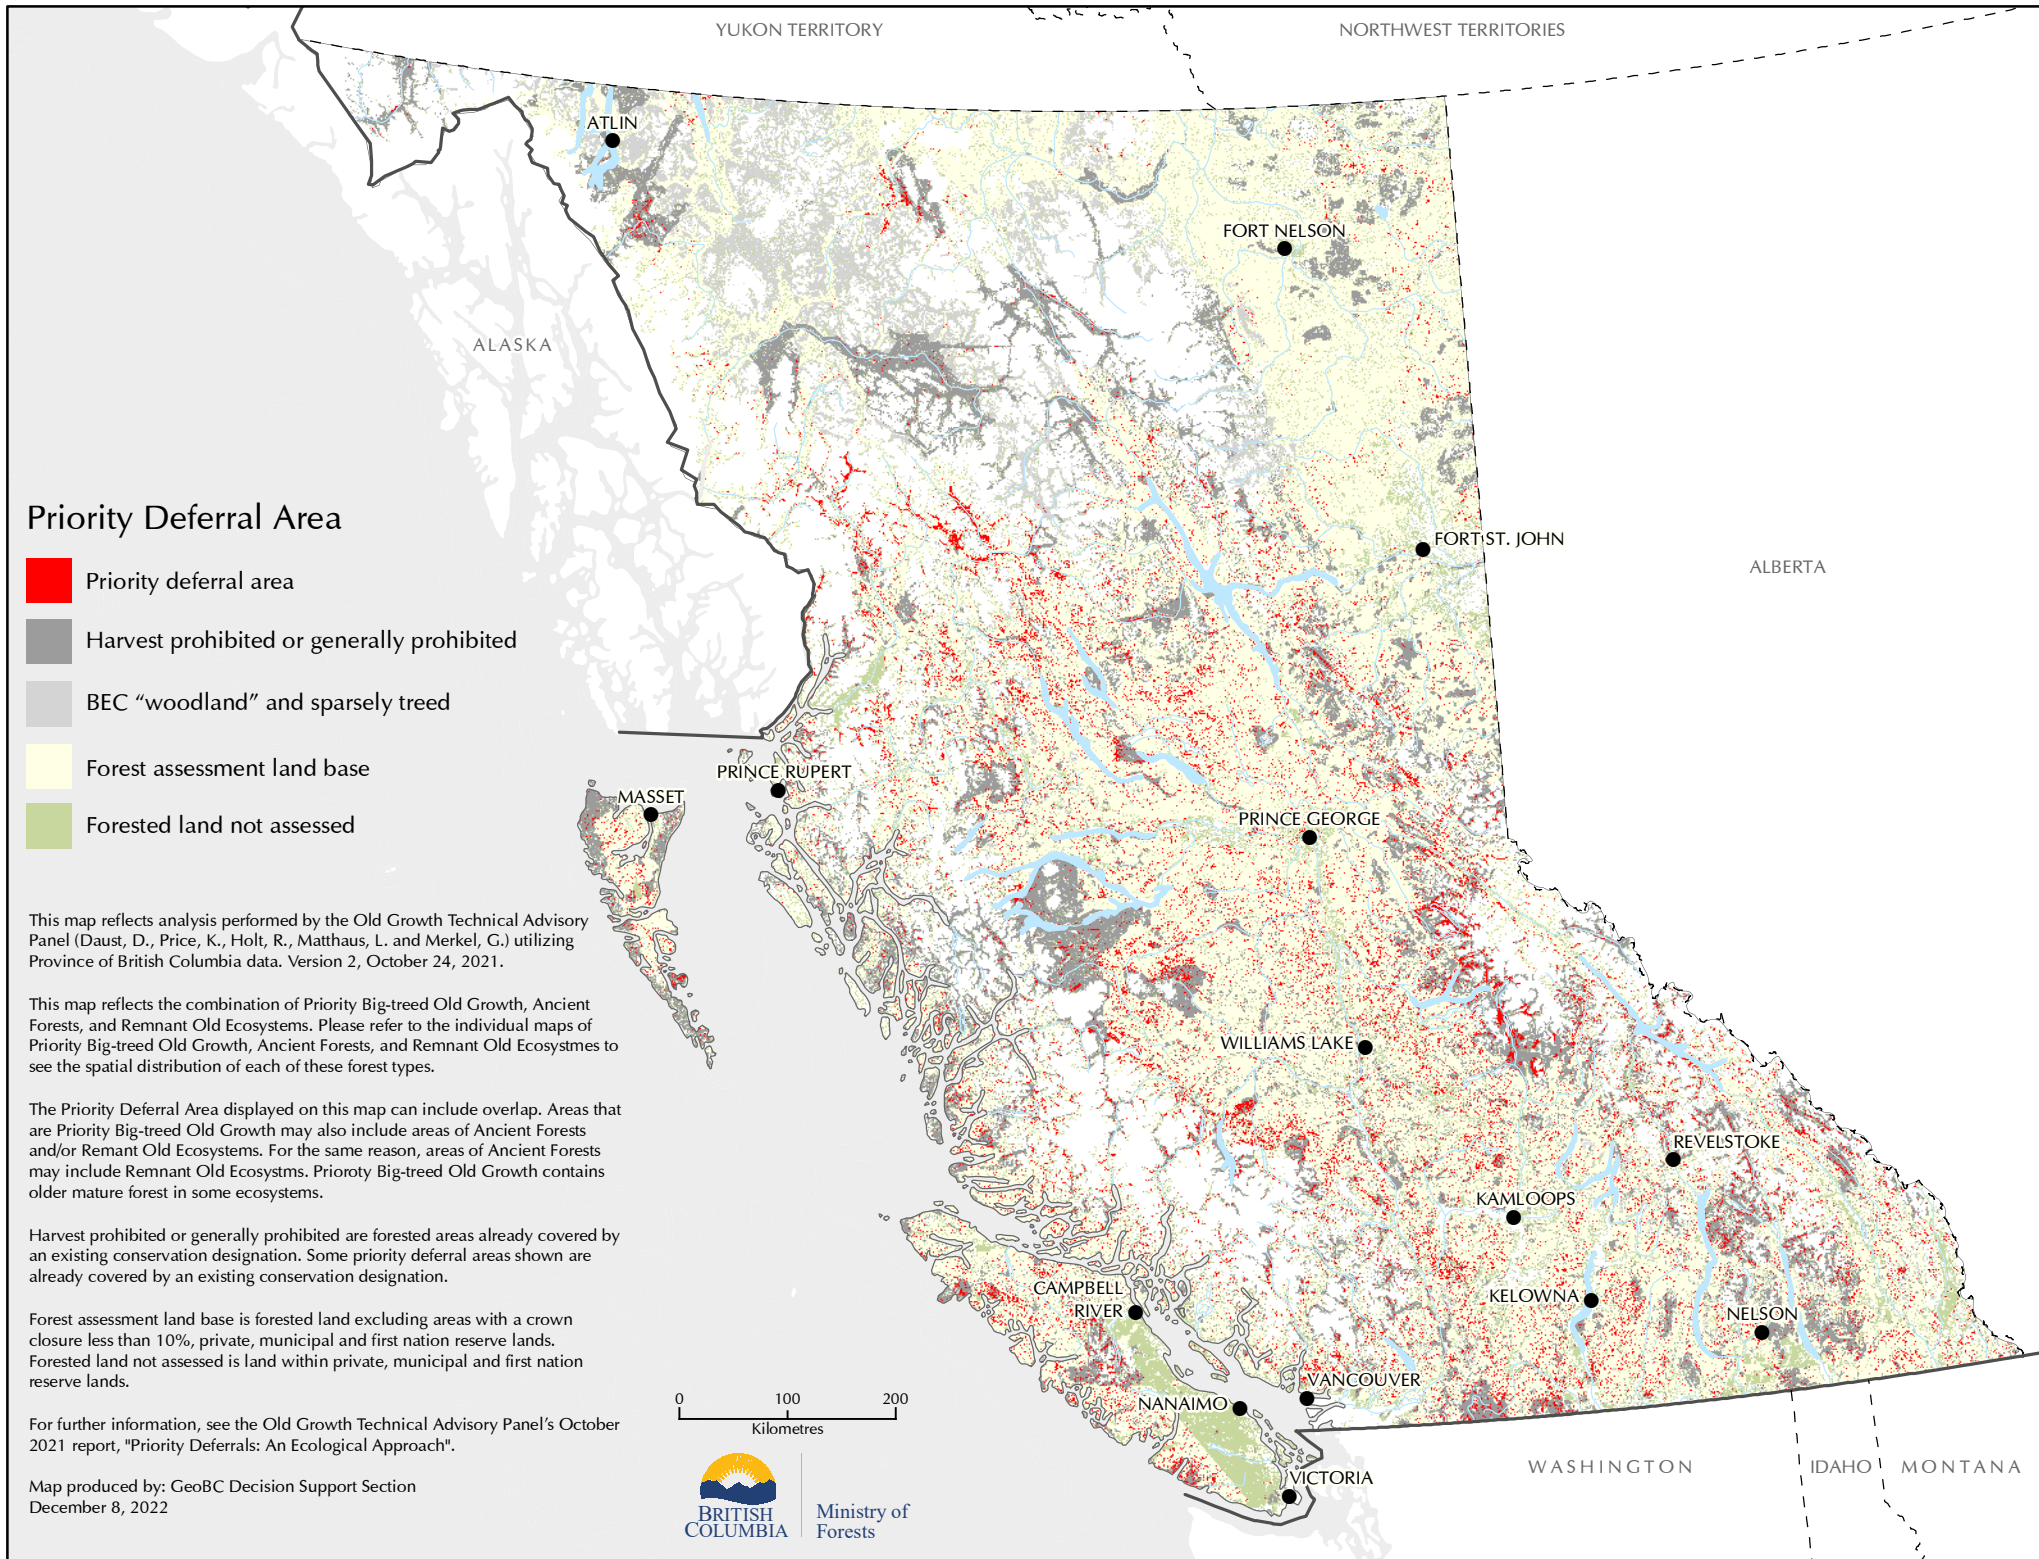 YUKON TERRITORY
NORTHWEST TERRITORIES
ATLIN
FORT NELSON
ALASKA
FORT ST. JOHN
ALBERTA
Priority Deferral Area
Priority deferral area
Harvest prohibited or generally prohibited
BEC “woodland” and sparsely treed
Forest assessment land base
Forested land not assessed
PRINCE RUPERT
MASSET
PRINCE GEORGE
WILLIAMS LAKE
REVELSTOKE
KAMLOOPS
CAMPBELL
RIVER
KELOWNA
NELSON
VANCOUVER
NANAIMO
VICTORIA
WASHINGTON
IDAHO
MONTANA
This map reflects analysis performed by the Old Growth Technical Advisory
Panel (Daust, D., Price, K., Holt, R., Matthaus, L. and Merkel, G.) utilizing
Province of British Columbia data. Version 2, October 24, 2021.
This map reflects the combination of Priority Big-treed Old Growth, Ancient
Forests, and Remnant Old Ecosystems. Please refer to the individual maps of
Priority Big-treed Old Growth, Ancient Forests, and Remnant Old Ecosystmes to
see the spatial distribution of each of these forest types.
The Priority Deferral Area displayed on this map can include overlap. Areas that
are Priority Big-treed Old Growth may also include areas of Ancient Forests
and/or Remant Old Ecosystems. For the same reason, areas of Ancient Forests
may include Remnant Old Ecosystms. Prioroty Big-treed Old Growth contains
older mature forest in some ecosystems.
Harvest prohibited or generally prohibited are forested areas already covered by
an existing conservation designation. Some priority deferral areas shown are
already covered by an existing conservation designation.
Forest assessment land base is forested land excluding areas with a crown
closure less than 10%, private, municipal and first nation reserve lands.
Forested land not assessed is land within private, municipal and first nation
reserve lands.
For further information, see the Old Growth Technical Advisory Panel’s October
2021 report, "Priority Deferrals: An Ecological Approach".
Map produced by: GeoBC Decision Support Section
December 8, 2022
0 100 200
Kilometres
BRITISH
COLUMBIA
Ministry of
Forests